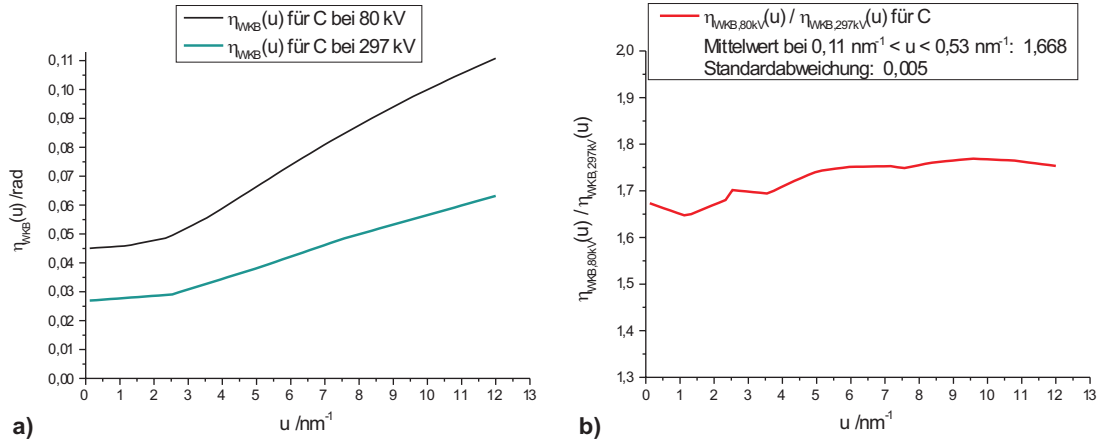 η_WKB(u) für C bei 80 kV
η_WKB(u) für C bei 297 kV
η_WKB(u) /rad
0,11
0,10
0,09
0,08
0,07
0,06
0,05
0,04
0,03
0,02
0,01
0,00
0 1 2 3 4 5 6 7 8 9 10 11 12 13
u /nm⁻¹
a)
η_WKB,80kV(u) / η_WKB,297kV(u) für C
Mittelwert bei 0,11 nm⁻¹ < u < 0,53 nm⁻¹: 1,668
Standardabweichung: 0,005
η_WKB,80kV(u) / η_WKB,297kV(u)
2,0
1,9
1,8
1,7
1,6
1,5
1,4
1,3
0 1 2 3 4 5 6 7 8 9 10 11 12 13
u /nm⁻¹
b)